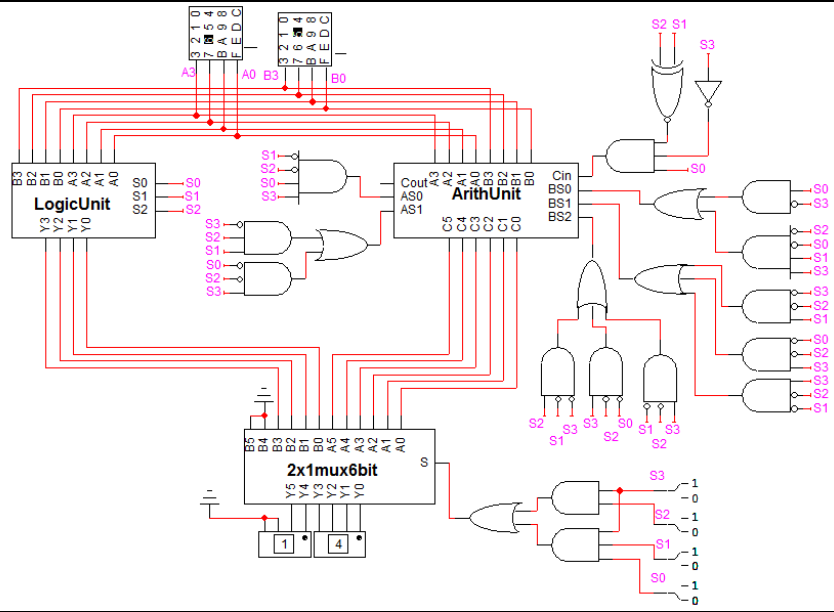 3 2 1 0
7 5 4
B A 9 8
F E D C
3 2 1 0
7 6 4
B A 9 8
F E D C
A3 A0 B3 B0
S2 S1
S3
S0
B3 B2 B1 B0 A3 A2 A1 A0
LogicUnit
S0 S0
S1 S1
S2 S2
Y3 Y2 Y1 Y0
S1
S2
S0
S3
S3
S2
S1
S0
S2
S3
A3 A2 A1 A0 B3 B2 B1 B0
Cout
AS0
AS1
ArithUnit
Cin
BS0
BS1
BS2
C5 C4 C3 C2 C1 C0
S0
S3
S2
S0
S1
S3
S3
S2
S1
S0
S2
S3
S3
S2
S1
S2 S1 S3
S3 S2 S0
S1 S2 S3
B5 B4 B3 B2 B1 B0 A5 A4 A3 A2 A1 A0
2x1mux6bit
S
Y5 Y4 Y3 Y2 Y1 Y0
1
4
S3
1
0
S2
1
0
S1
1
0
S0
1
0